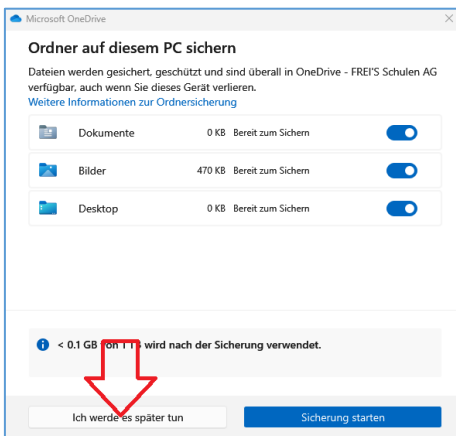 Microsoft OneDrive
Ordner auf diesem PC sichern
Dateien werden gesichert, geschützt und sind überall in OneDrive - FREI'S Schulen AG
verfügbar, auch wenn Sie dieses Gerät verlieren.
Weitere Informationen zur Ordnersicherung
Dokumente 0 KB Bereit zum Sichern
Bilder 470 KB Bereit zum Sichern
Desktop 0 KB Bereit zum Sichern
< 0.1 GB von 1 TB wird nach der Sicherung verwendet.
Ich werde es später tun Sicherung starten